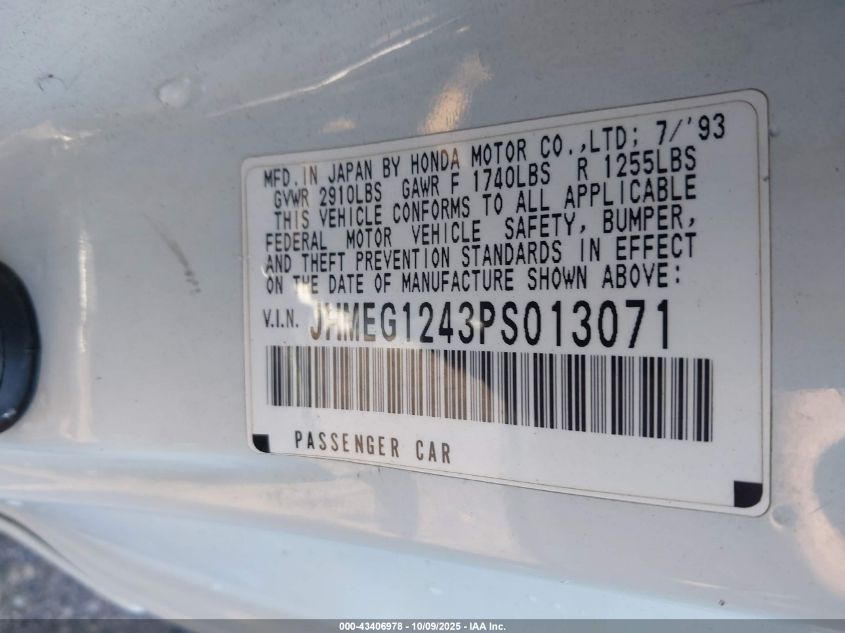 MFD. IN JAPAN BY HONDA MOTOR CO.,LTD; 7/'93
GVWR 2910LBS GAWR F 1740LBS R 1255LBS
THIS VEHICLE CONFORMS TO ALL APPLICABLE
FEDERAL MOTOR VEHICLE SAFETY, BUMPER,
AND THEFT PREVENTION STANDARDS IN EFFECT
ON THE DATE OF MANUFACTURE SHOWN ABOVE:
V.I.N. JHMEG1243PS013071
PASSENGER CAR
000-43406978 - 10/09/2025 - IAA Inc.